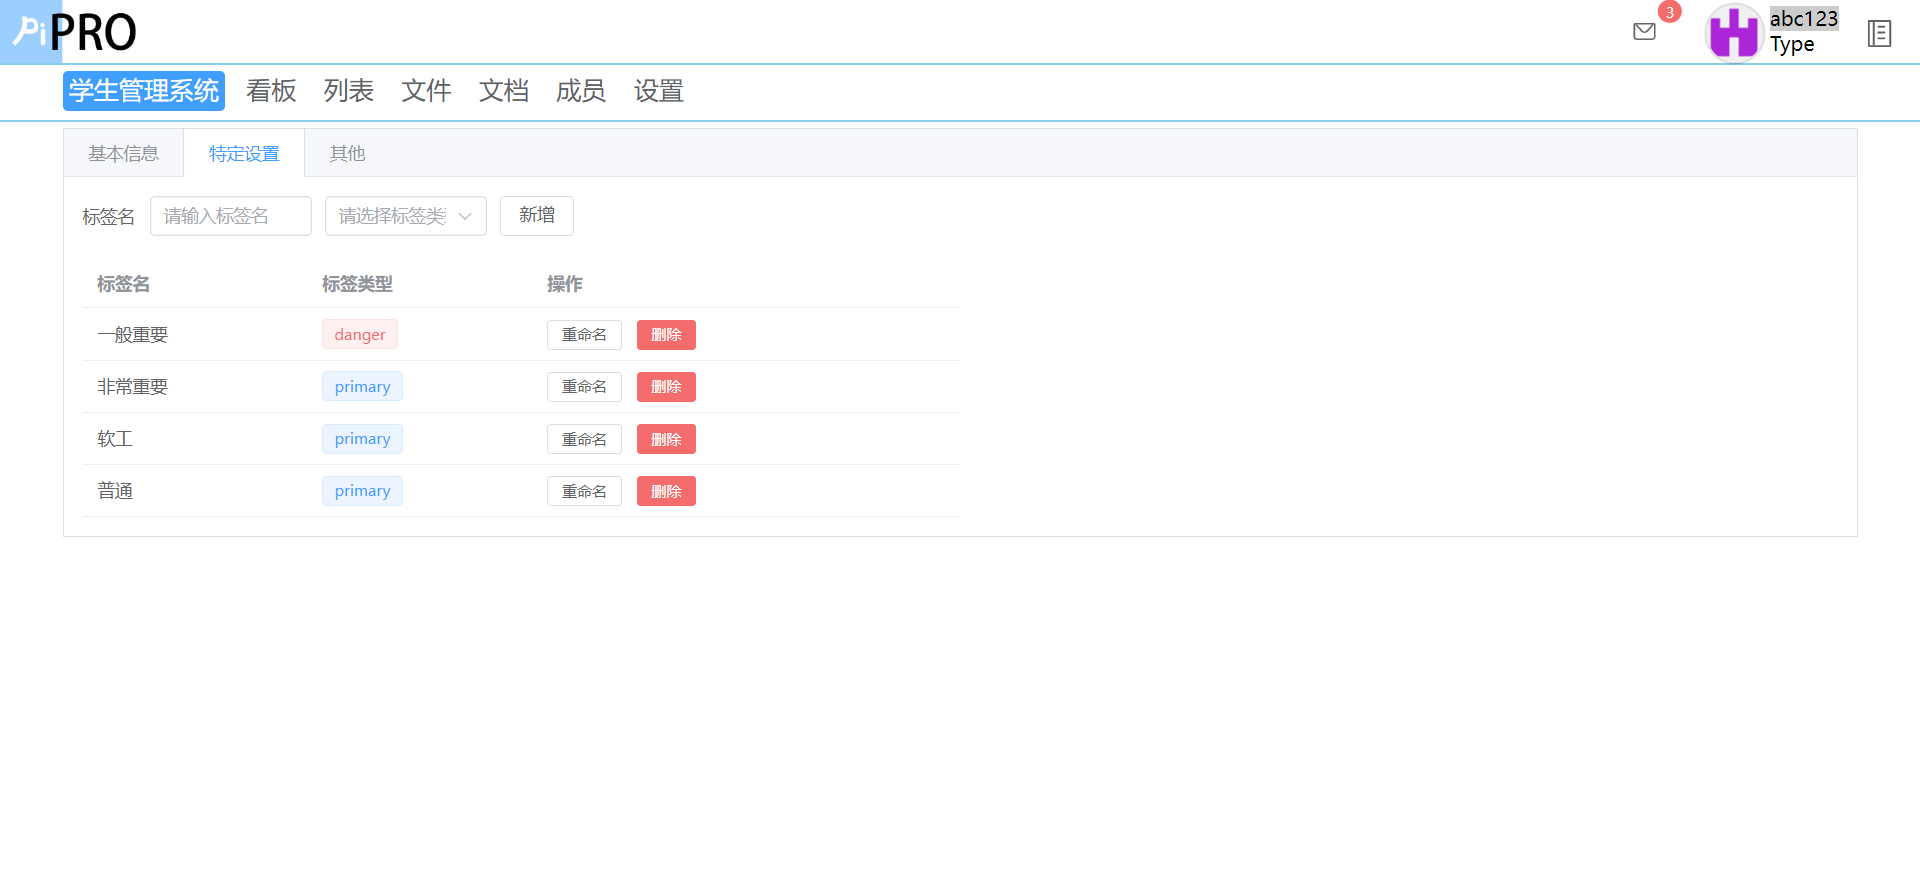 Pi PRO
3
abc123
Type
学生管理系统 看板 列表 文件 文档 成员 设置
基本信息 特定设置 其他
标签名 请输入标签名 请选择标签类 新增
标签名 标签类型 操作
一般重要 danger 重命名 删除
非常重要 primary 重命名 删除
软工 primary 重命名 删除
普通 primary 重命名 删除